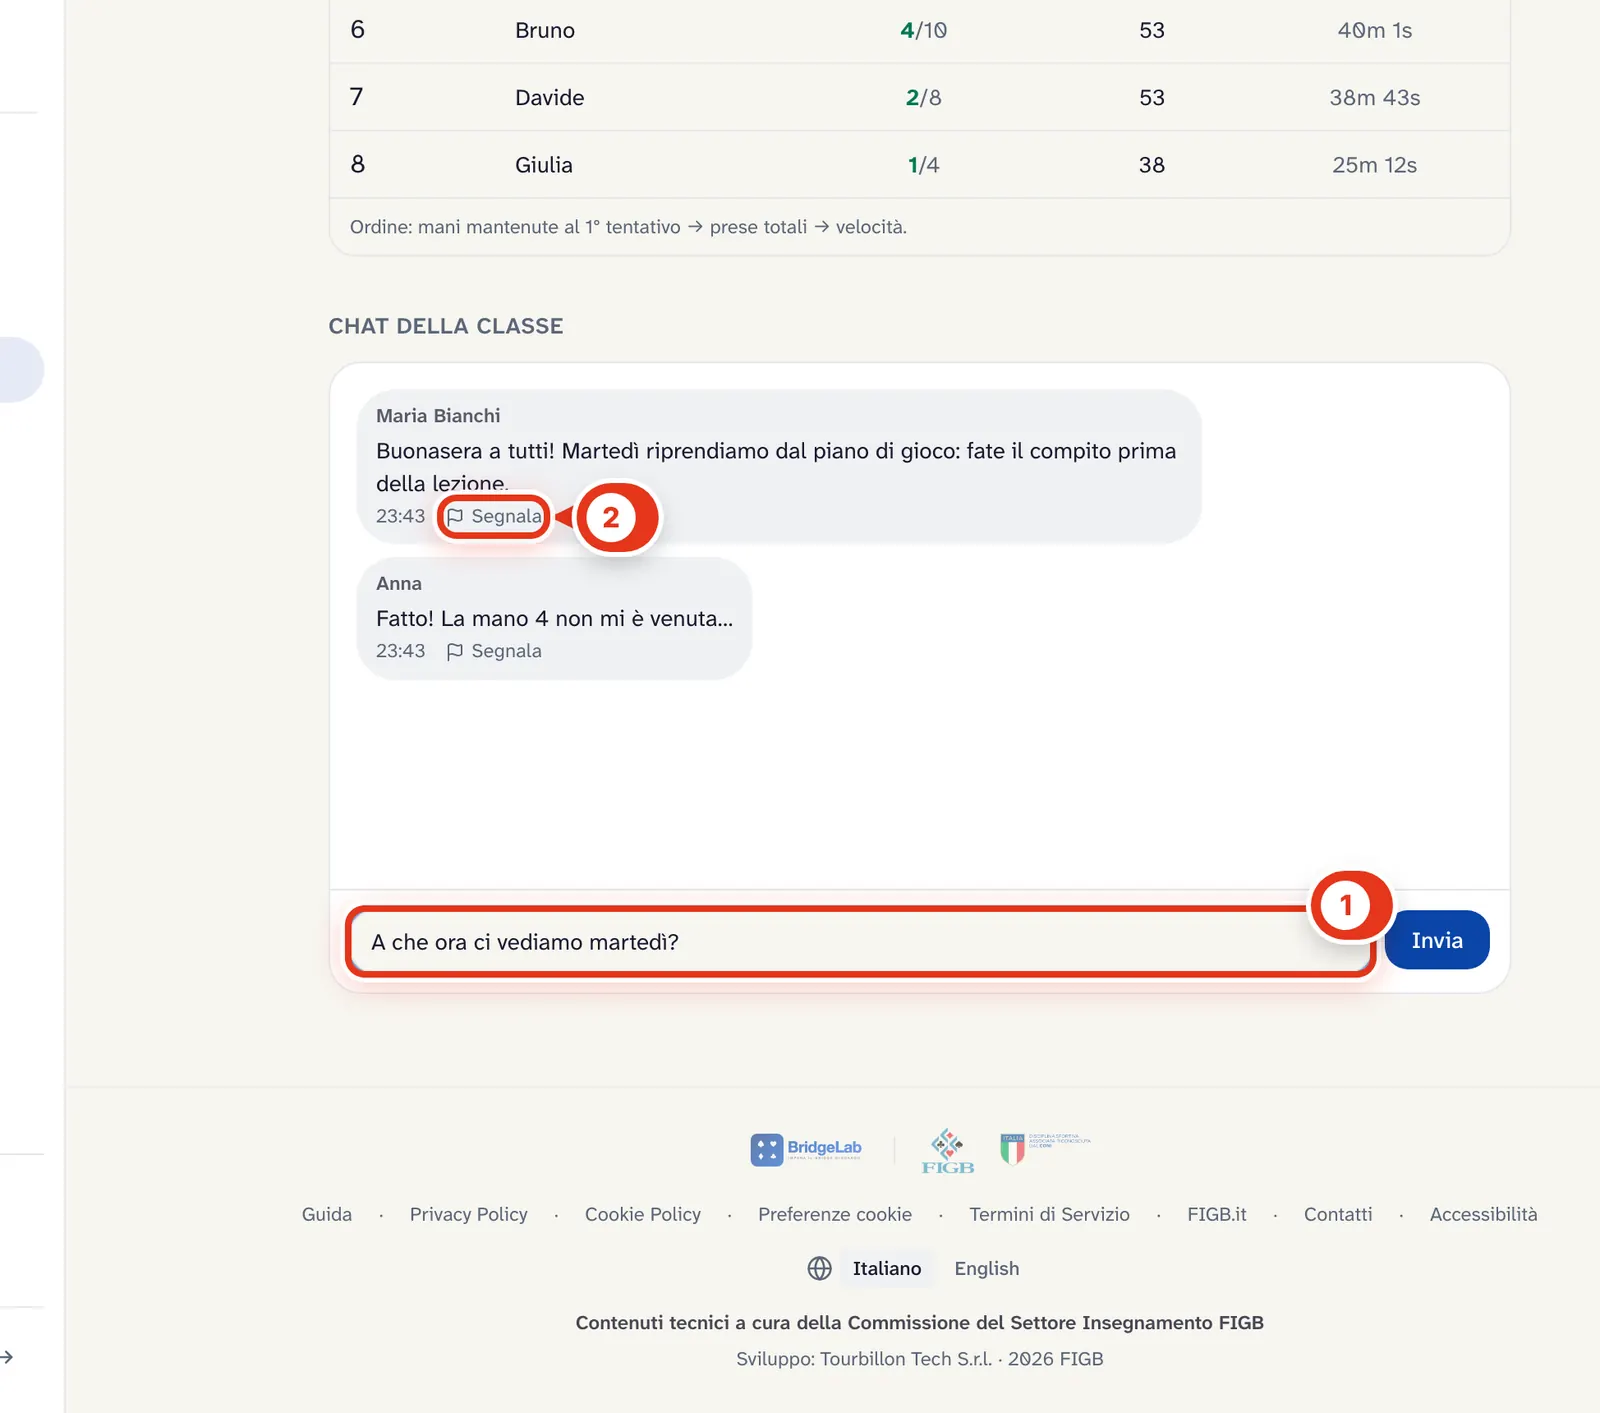 6 Bruno 4/10 53 40m 1s
7 Davide 2/8 53 38m 43s
8 Giulia 1/4 38 25m 12s
Ordine: mani mantenute al 1° tentativo → prese totali → velocità.
CHAT DELLA CLASSE
Maria Bianchi
Buonasera a tutti! Martedì riprendiamo dal piano di gioco: fate il compito prima
della lezione.
23:43 Segnala
2
Anna
Fatto! La mano 4 non mi è venuta...
23:43 Segnala
1
A che ora ci vediamo martedì?
Invia
BridgeLab
FIGB
ITALIA
Guida · Privacy Policy · Cookie Policy · Preferenze cookie · Termini di Servizio · FIGB.it · Contatti · Accessibilità
Italiano English
Contenuti tecnici a cura della Commissione del Settore Insegnamento FIGB
Sviluppo: Tourbillon Tech S.r.l. · 2026 FIGB